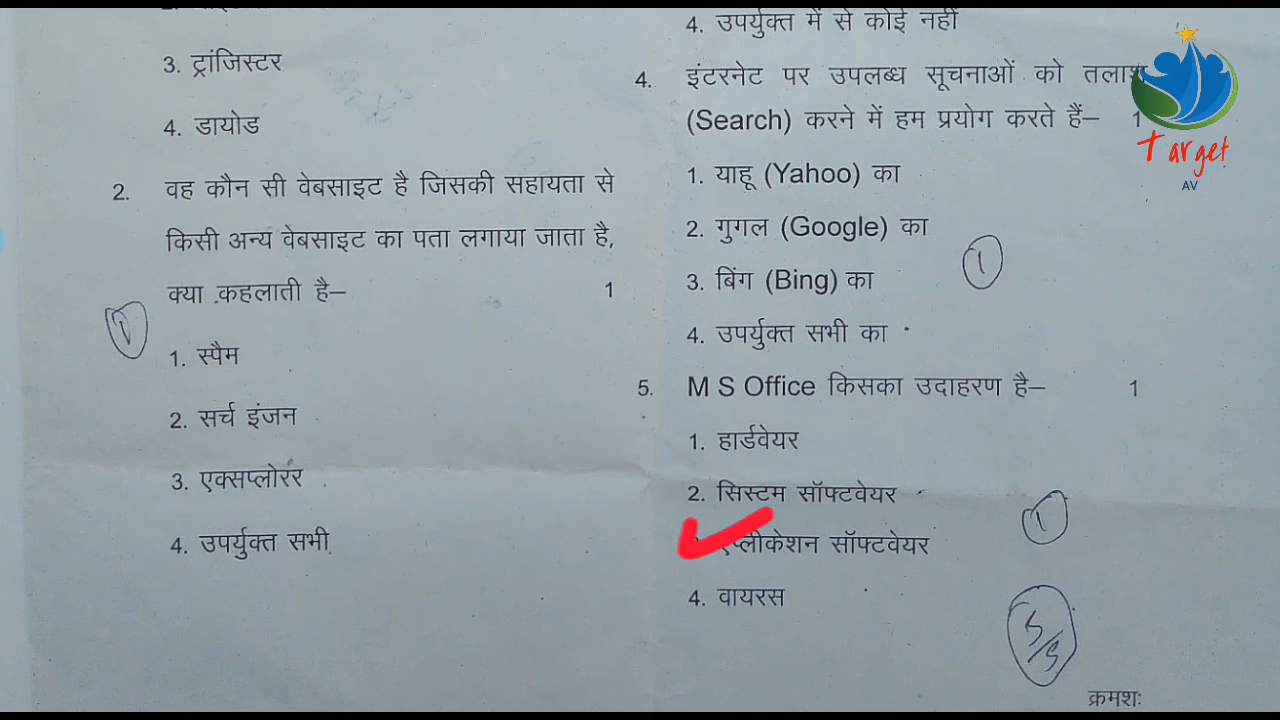 3. ट्रांजिस्टर
4. डायोड
2. वह कौन सी वेबसाइट है जिसकी सहायता से
किसी अन्य वेबसाइट का पता लगाया जाता है,
क्या कहलाती है– 1
1
1. स्पैम
2. सर्च इंजन
3. एक्सप्लोरर
4. उपर्युक्त सभी
4. उपर्युक्त में से कोई नहीं
4. इंटरनेट पर उपलब्ध सूचनाओं को तलाश
(Search) करने में हम प्रयोग करते हैं– 1
1. याहू (Yahoo) का
2. गुगल (Google) का
1
3. बिंग (Bing) का
4. उपर्युक्त सभी का
5. M S Office किसका उदाहरण है– 1
1. हार्डवेयर
2. सिस्टम सॉफ्टवेयर
1
एप्लीकेशन सॉफ्टवेयर
4. वायरस
5/5
क्रमशः
Target
AV